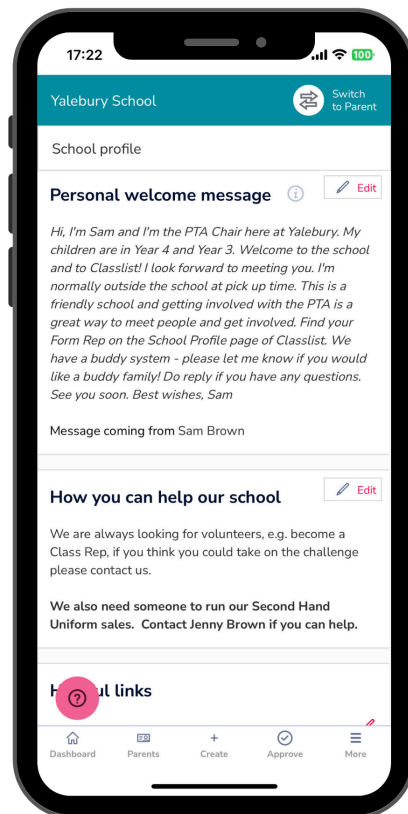 17:22
100
Yalebury School
Switch
to Parent
School profile
Personal welcome message
Edit
Hi, I'm Sam and I'm the PTA Chair here at Yalebury. My
children are in Year 4 and Year 3. Welcome to the school
and to Classlist! I look forward to meeting you. I'm
normally outside the school at pick up time. This is a
friendly school and getting involved with the PTA is a
great way to meet people and get involved. Find your
Form Rep on the School Profile page of Classlist. We
have a buddy system - please let me know if you would
like a buddy family! Do reply if you have any questions.
See you soon. Best wishes, Sam
Message coming from Sam Brown
How you can help our school
Edit
We are always looking for volunteers, e.g. become a
Class Rep, if you think you could take on the challenge
please contact us.
We also need someone to run our Second Hand
Uniform sales. Contact Jenny Brown if you can help.
links
Dashboard
Parents
Create
Approve
More